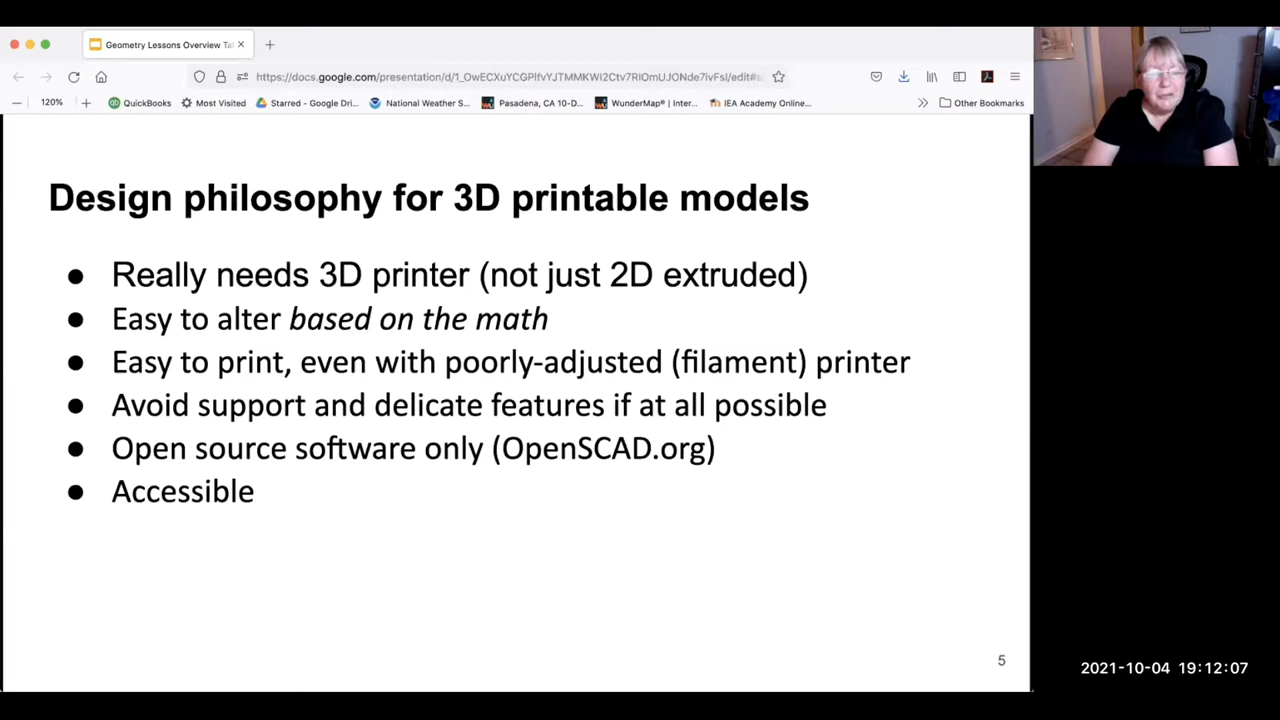 Geometry Lessons Overview Tal
https://docs.google.com/presentation/d/1_OwECXuYCGPlfvYJTMMKWI2Ctv7RlOmUJONde7ivFsI/edit#s
120%
QuickBooks
Most Visited
Starred - Google Dri...
National Weather S...
Pasadena, CA 10-D...
WunderMap® | Inter...
IEA Academy Online...
Other Bookmarks
Design philosophy for 3D printable models
● Really needs 3D printer (not just 2D extruded)
● Easy to alter based on the math
● Easy to print, even with poorly-adjusted (filament) printer
● Avoid support and delicate features if at all possible
● Open source software only (OpenSCAD.org)
● Accessible
5
2021-10-04 19:12:07